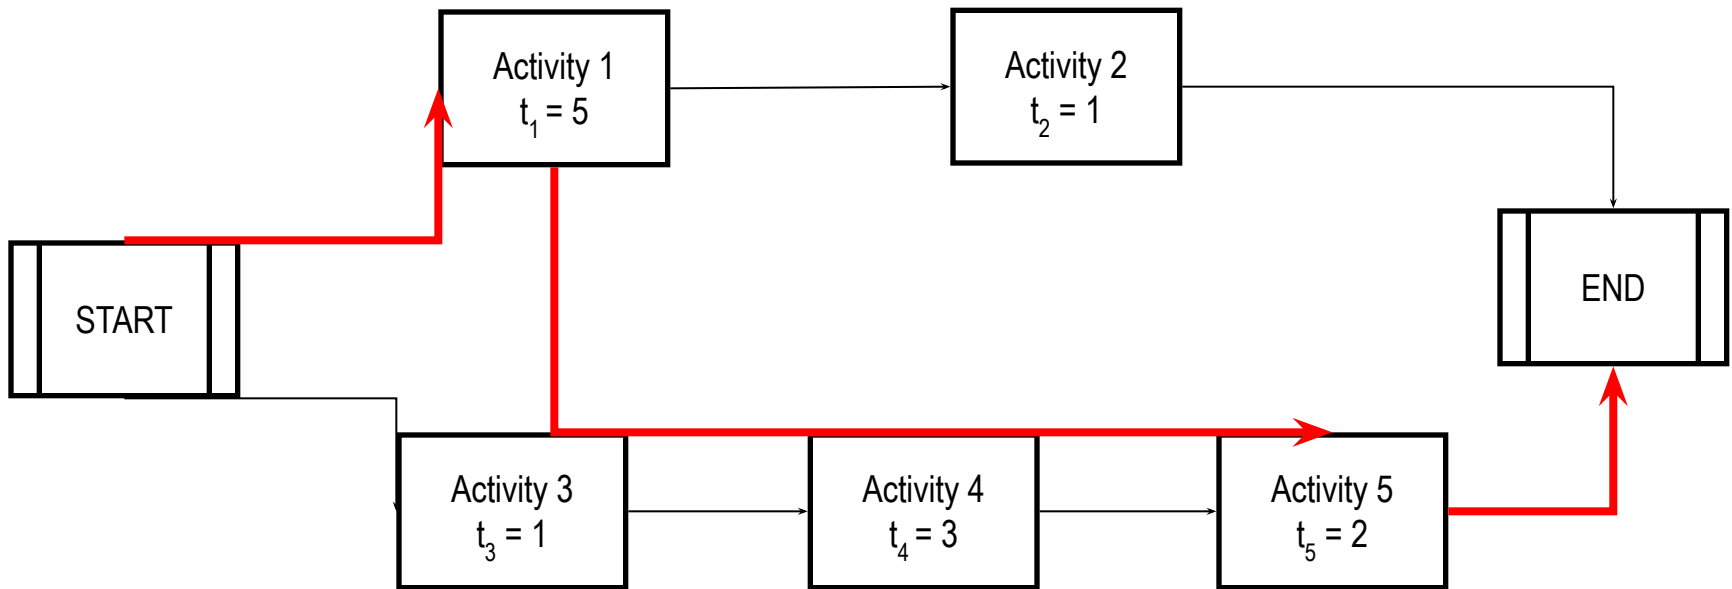 Activity 1
t₁ = 5
Activity 2
t₂ = 1
START
END
Activity 3
t₃ = 1
Activity 4
t₄ = 3
Activity 5
t₅ = 2